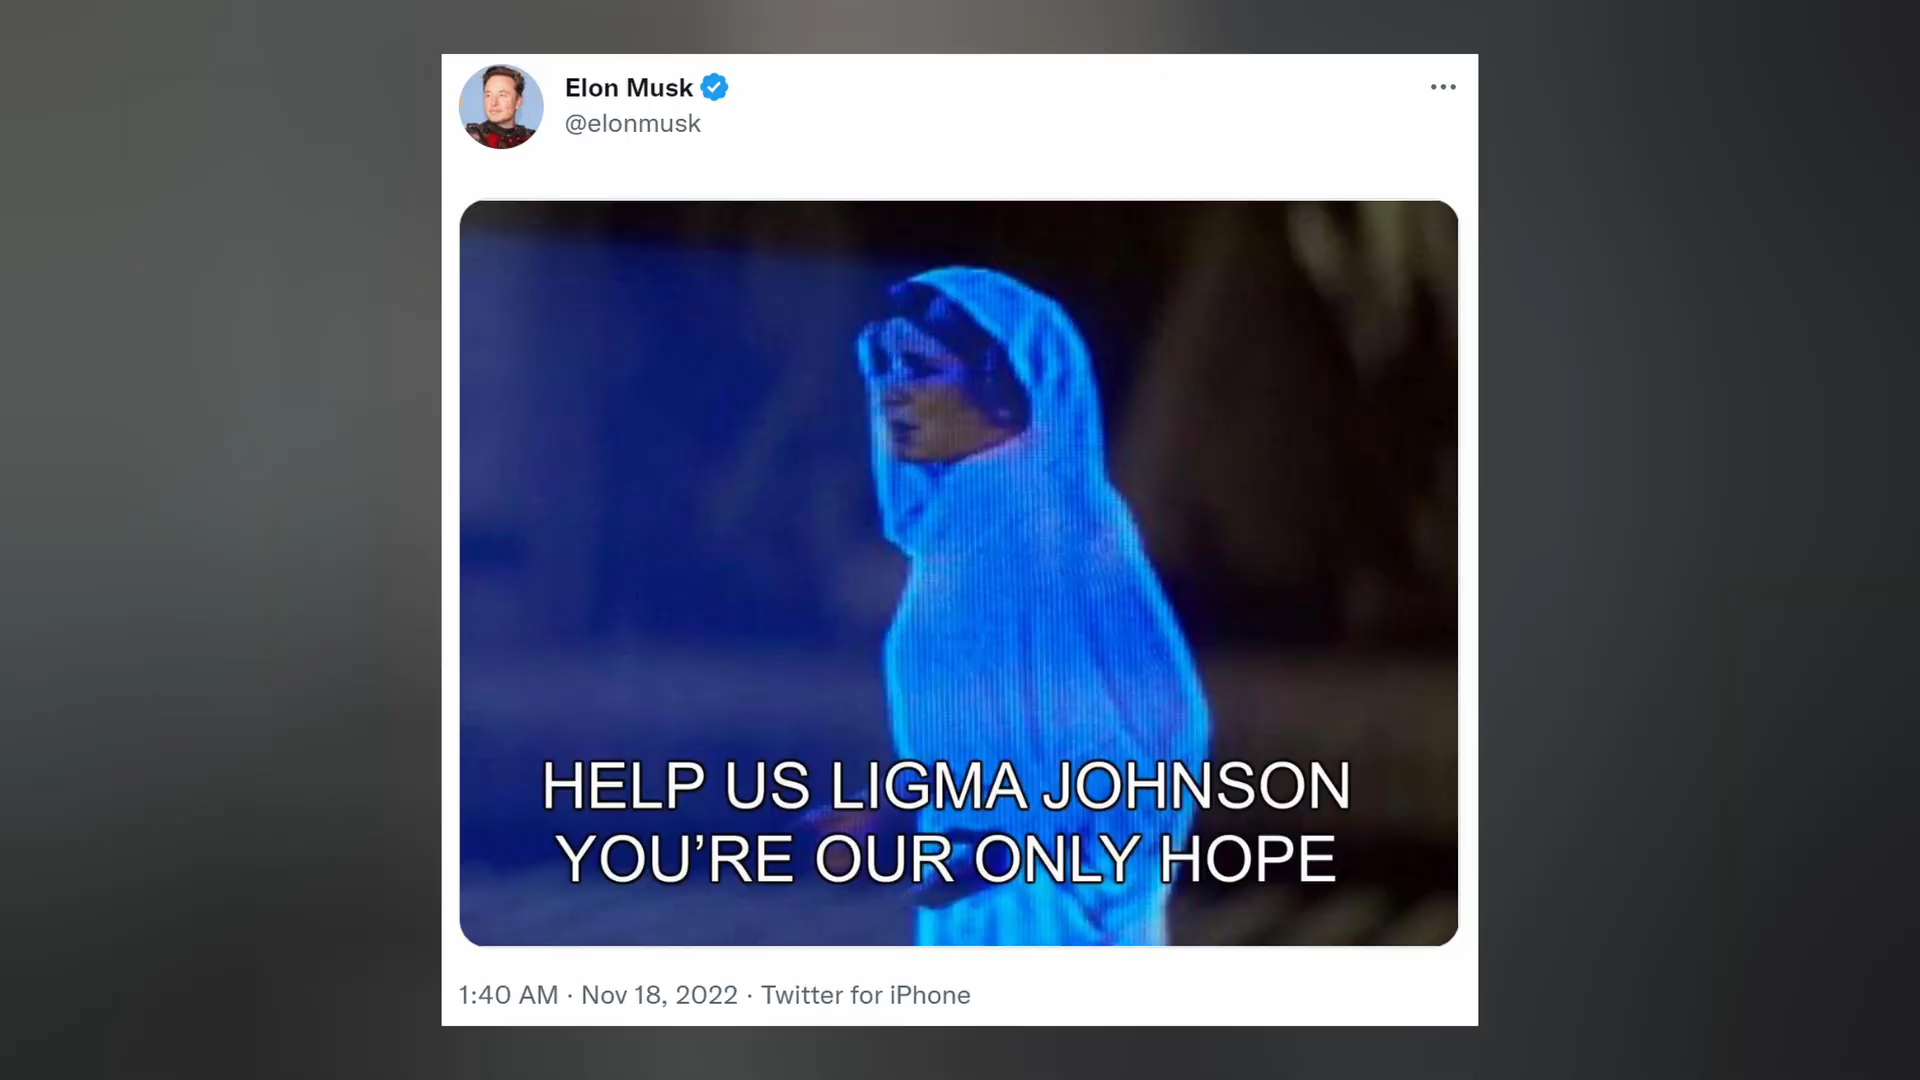 Elon Musk
@elonmusk
HELP US LIGMA JOHNSON
YOU’RE OUR ONLY HOPE
1:40 AM · Nov 18, 2022 · Twitter for iPhone